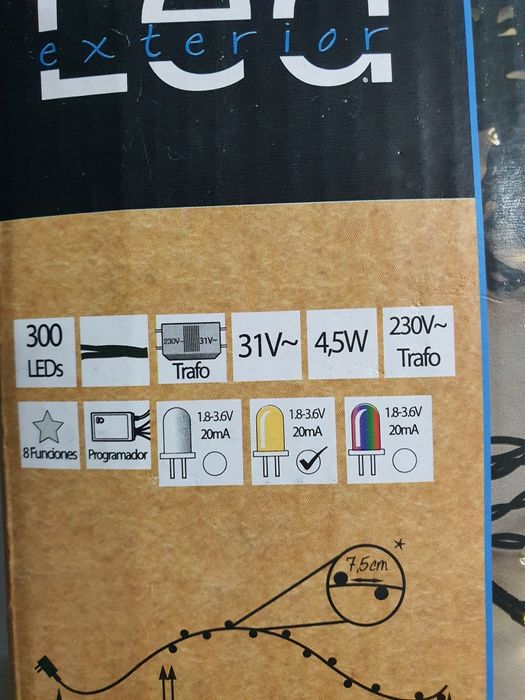 Led
exterior
300
LEDs
230V~ 31V~
Trafo
31V~
4,5W
230V~
Trafo
8 Funciones
Programador
1.8-3.6V
20mA
1.8-3.6V
20mA
1.8-3.6V
20mA
7,5cm
*